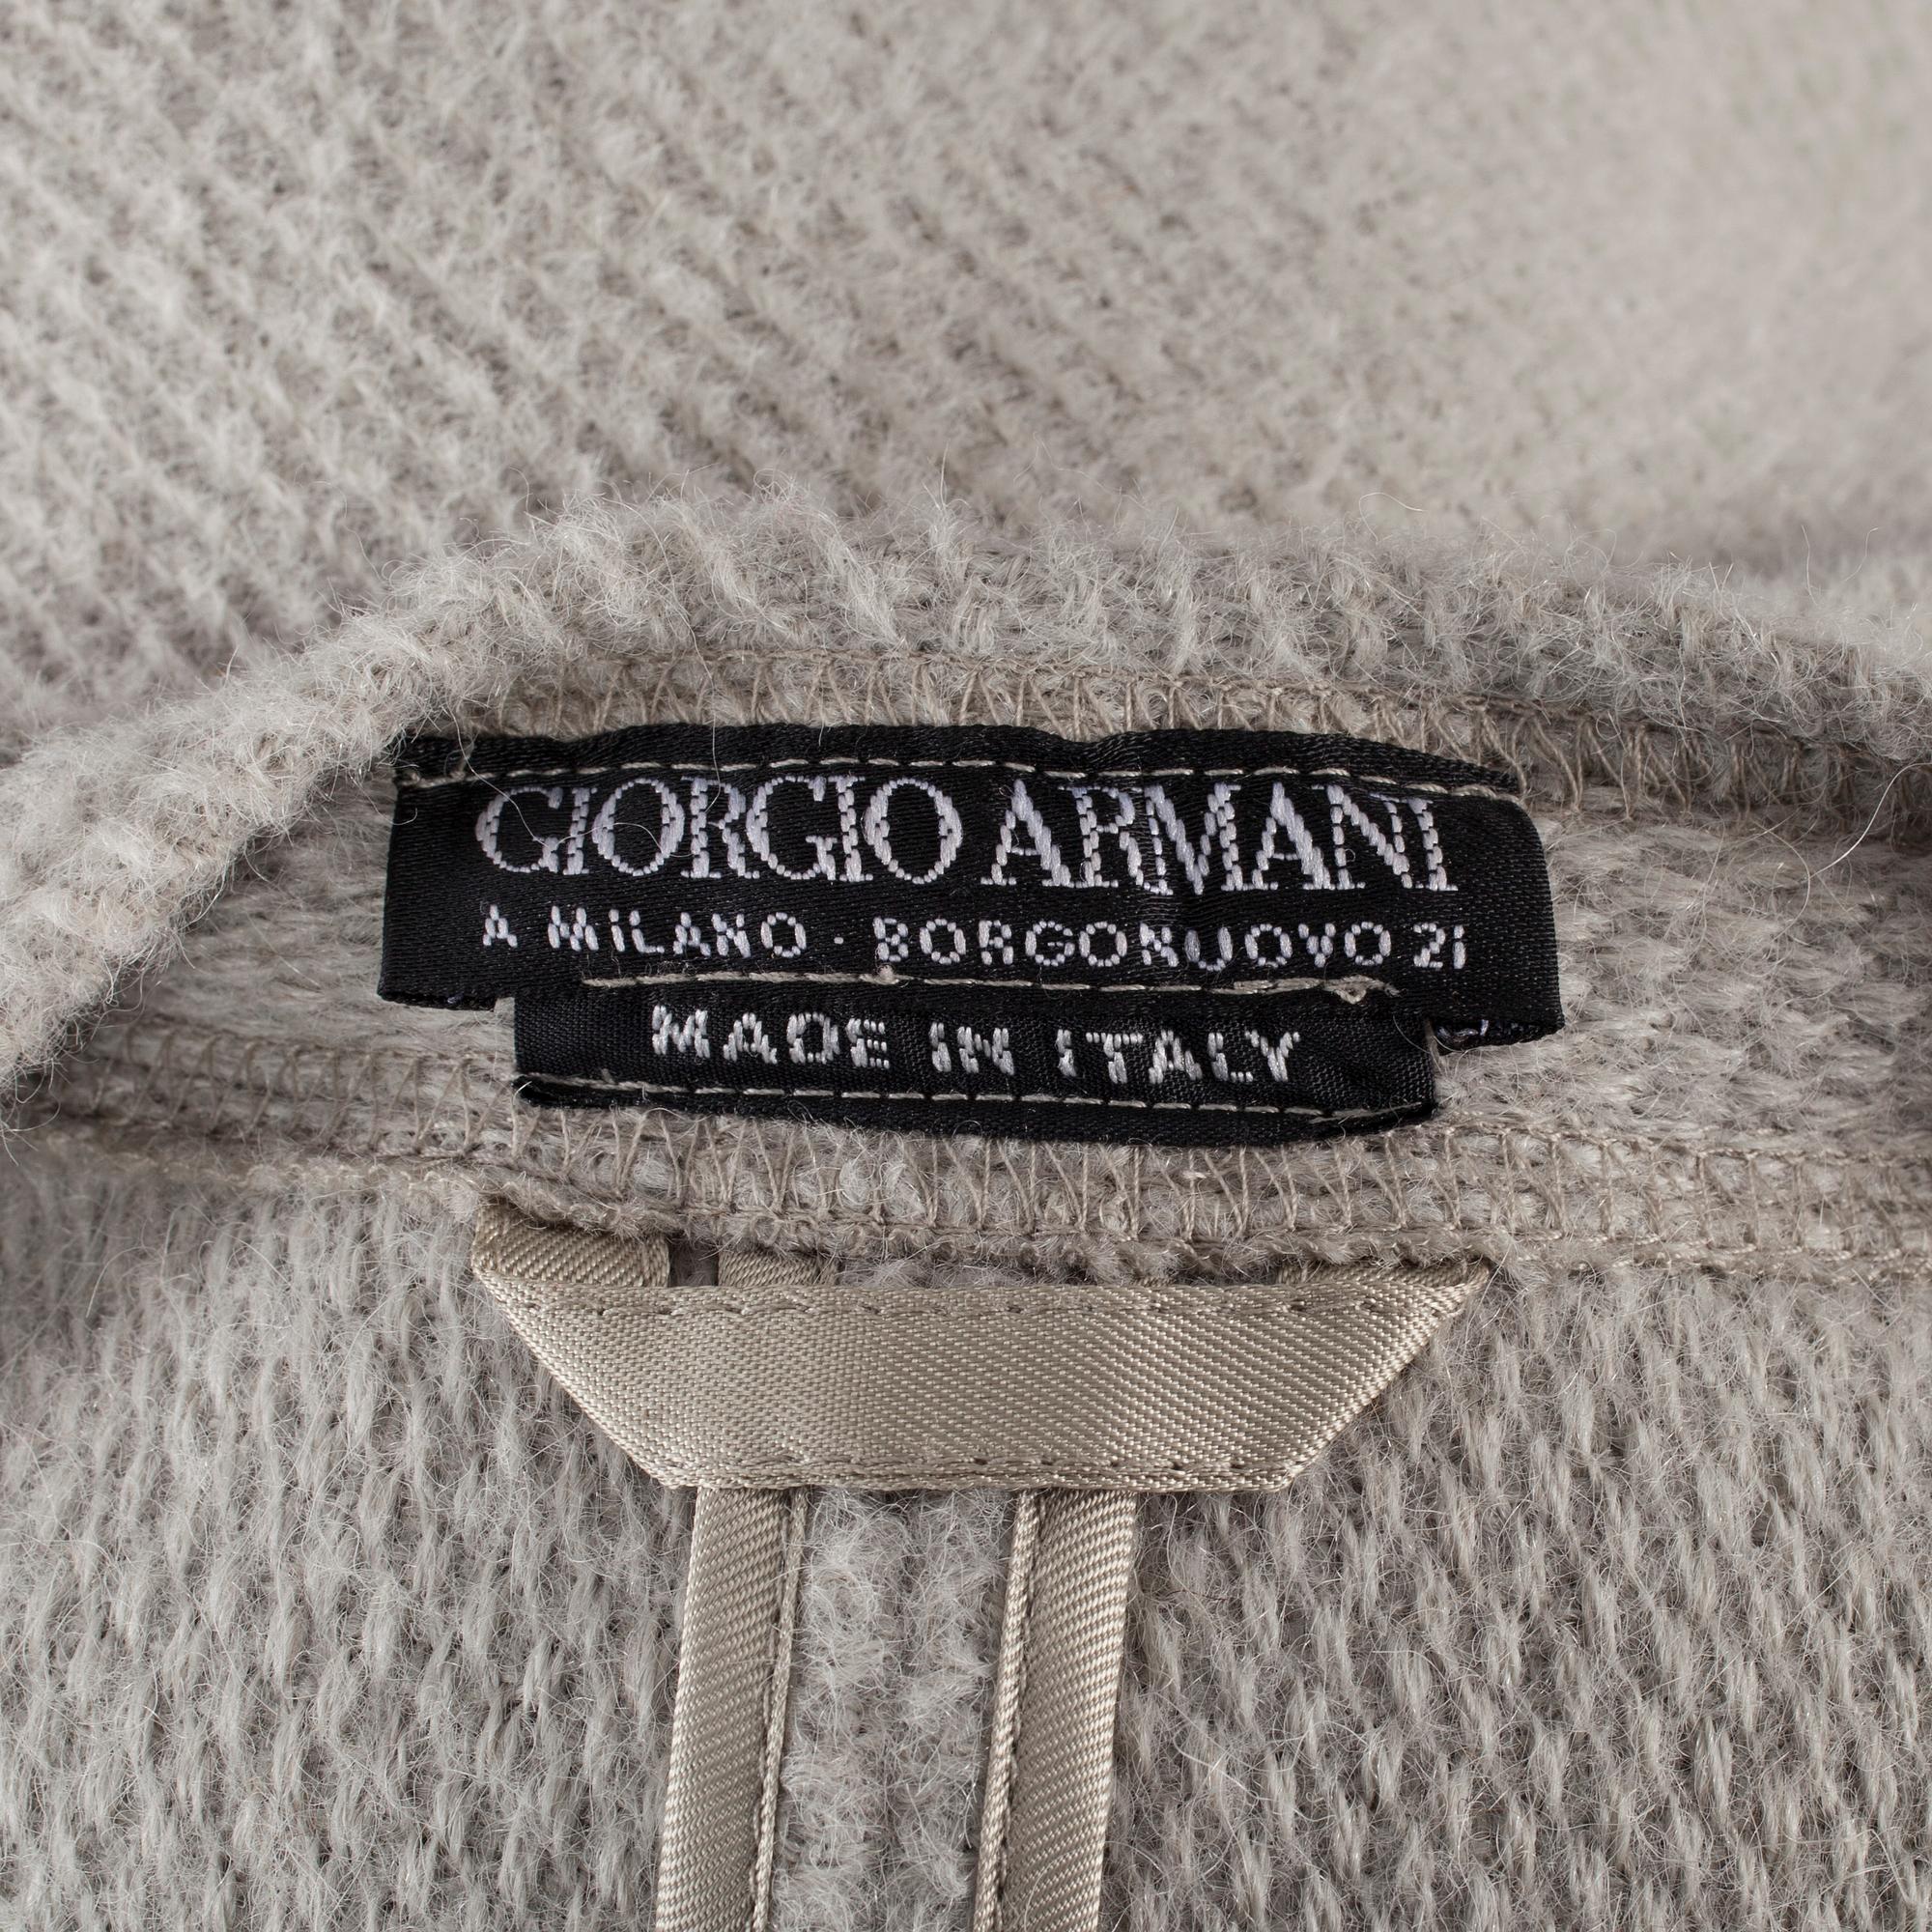 GIORGIO ARMANI
A MILANO · BORGONUOVO 21
MADE IN ITALY